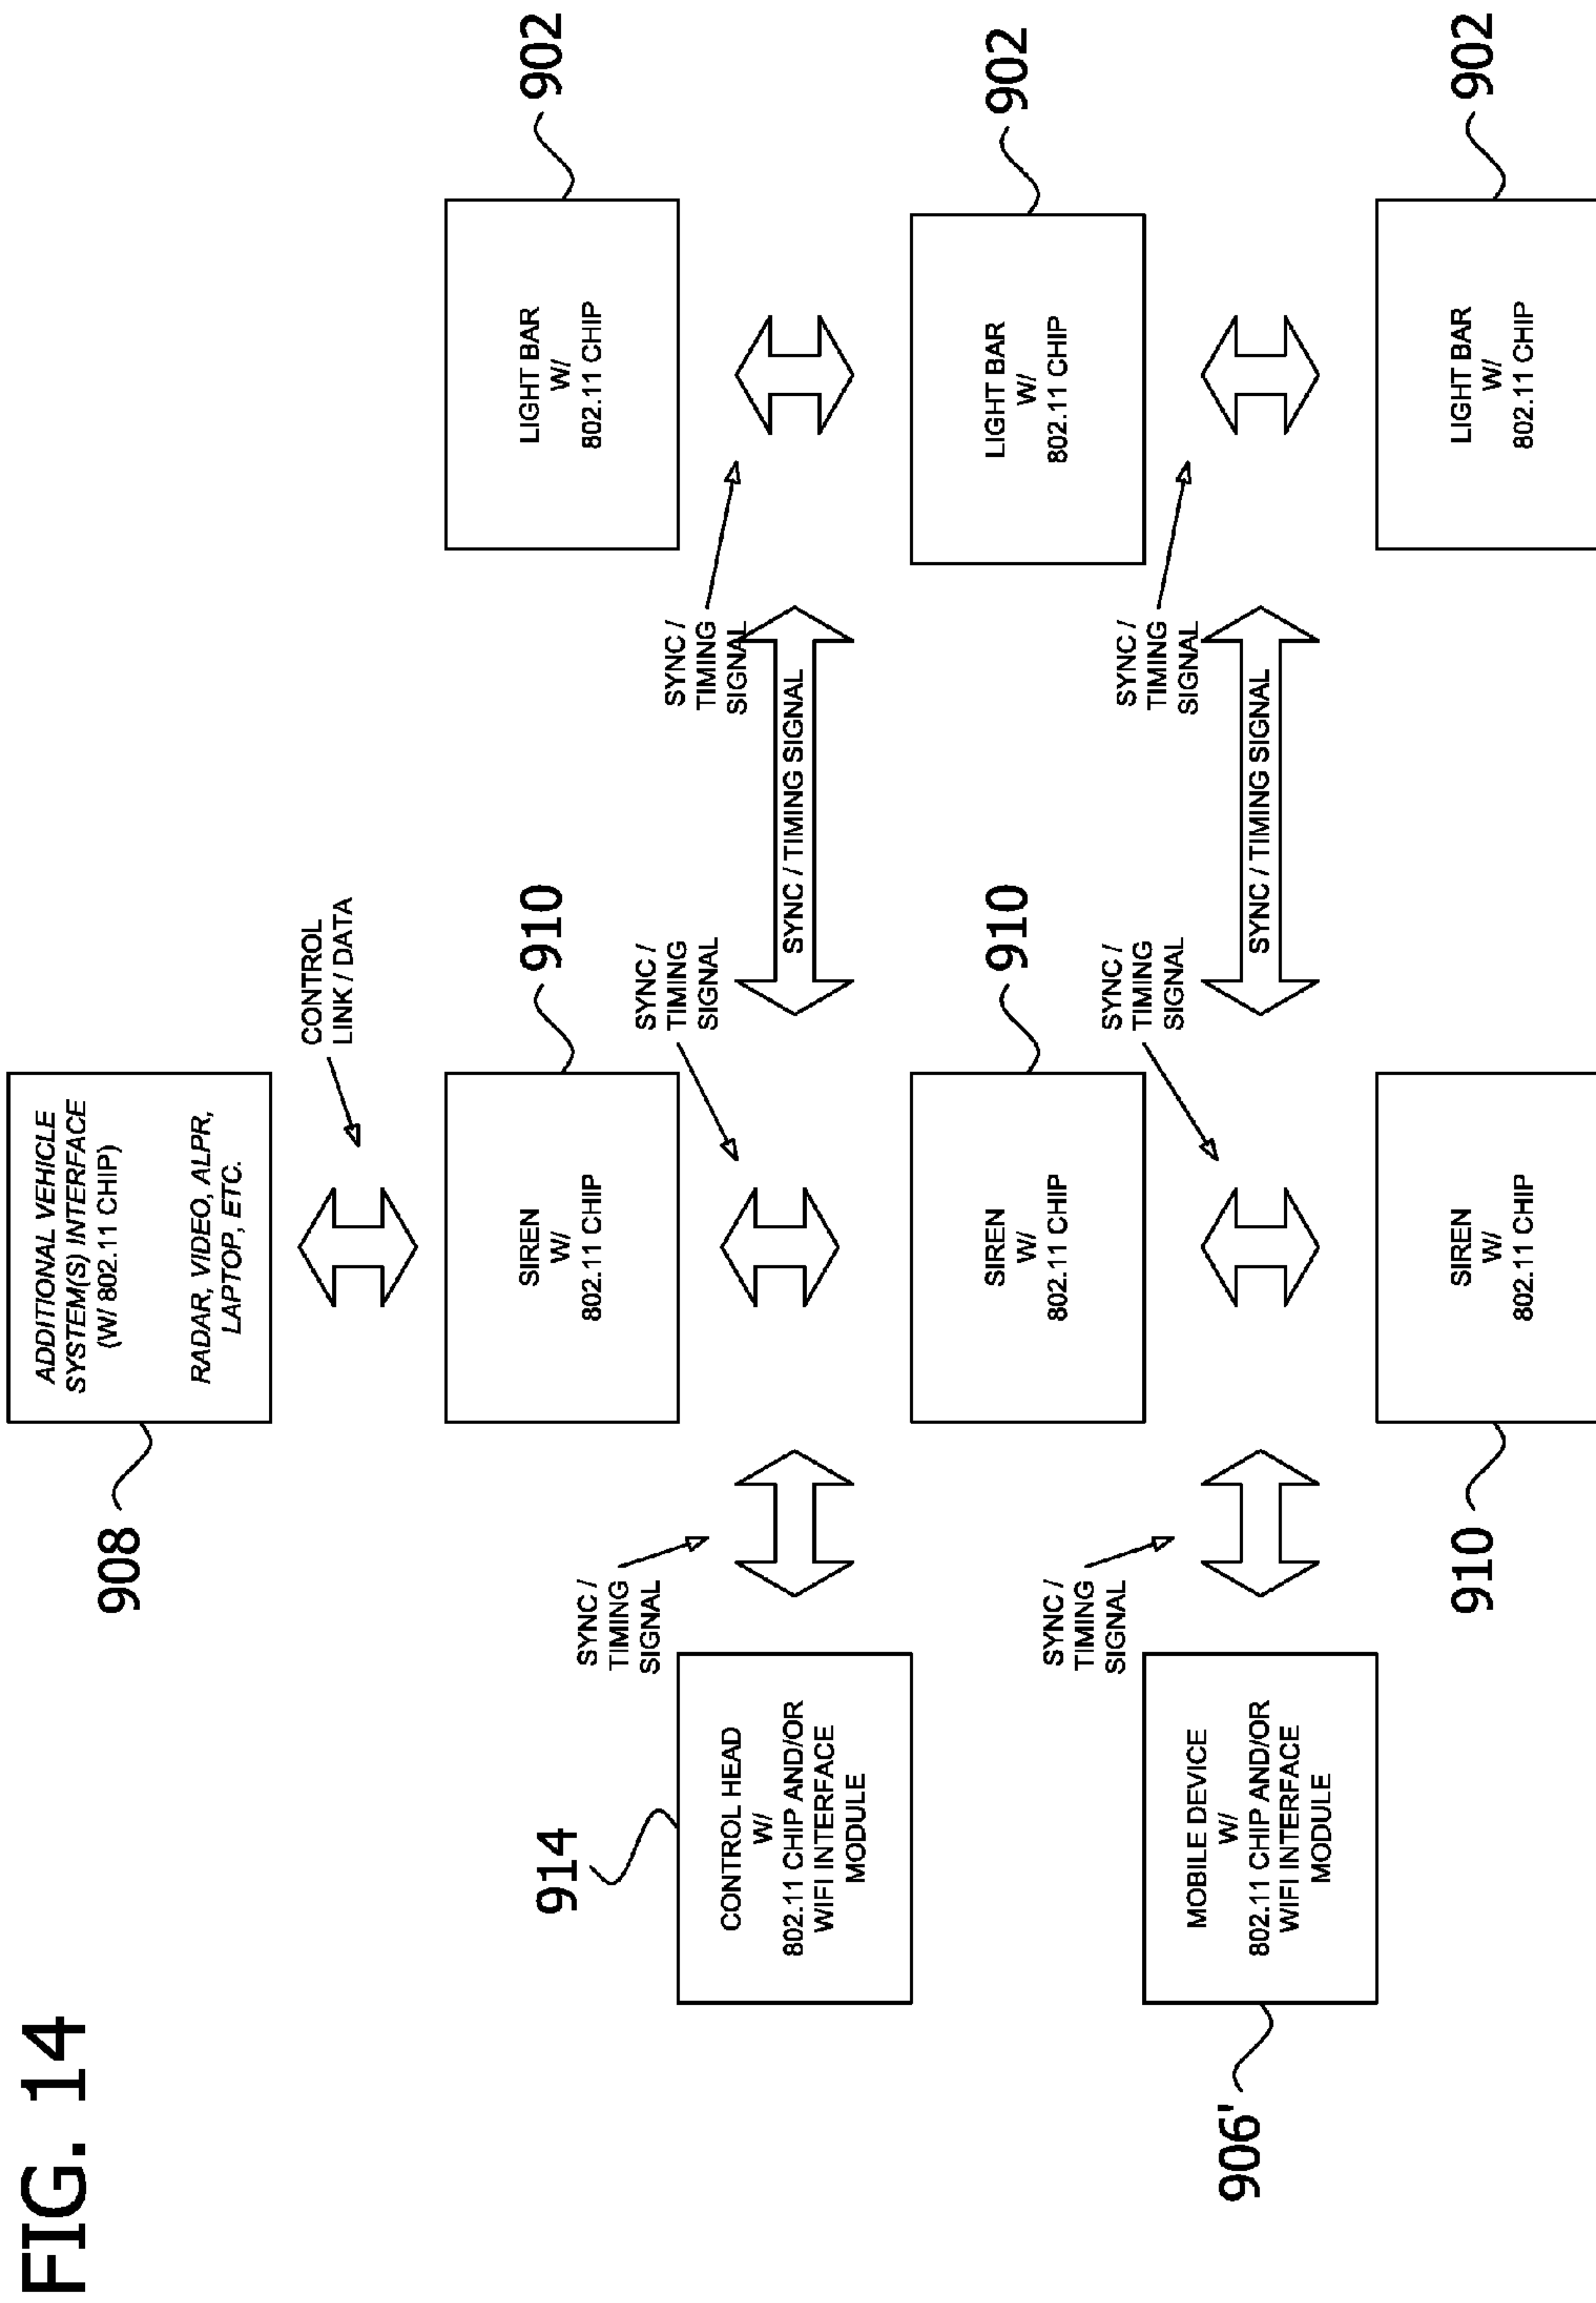 FIG. 14
908
ADDITIONAL VEHICLE
SYSTEM(S) INTERFACE
(W/ 802.11 CHIP)
RADAR, VIDEO, ALPR,
LAPTOP, ETC.
CONTROL
LINK / DATA
910
SIREN
W/
802.11 CHIP
902
LIGHT BAR
W/
802.11 CHIP
914
CONTROL HEAD
W/
802.11 CHIP AND/OR
WIFI INTERFACE
MODULE
SYNC /
TIMING
SIGNAL
SYNC /
TIMING
SIGNAL
SYNC / TIMING SIGNAL
SYNC /
TIMING
SIGNAL
910
SIREN
W/
802.11 CHIP
902
LIGHT BAR
W/
802.11 CHIP
906'
MOBILE DEVICE
W/
802.11 CHIP AND/OR
WIFI INTERFACE
MODULE
SYNC /
TIMING
SIGNAL
SYNC /
TIMING
SIGNAL
SYNC / TIMING SIGNAL
SYNC /
TIMING
SIGNAL
910
SIREN
W/
802.11 CHIP
902
LIGHT BAR
W/
802.11 CHIP